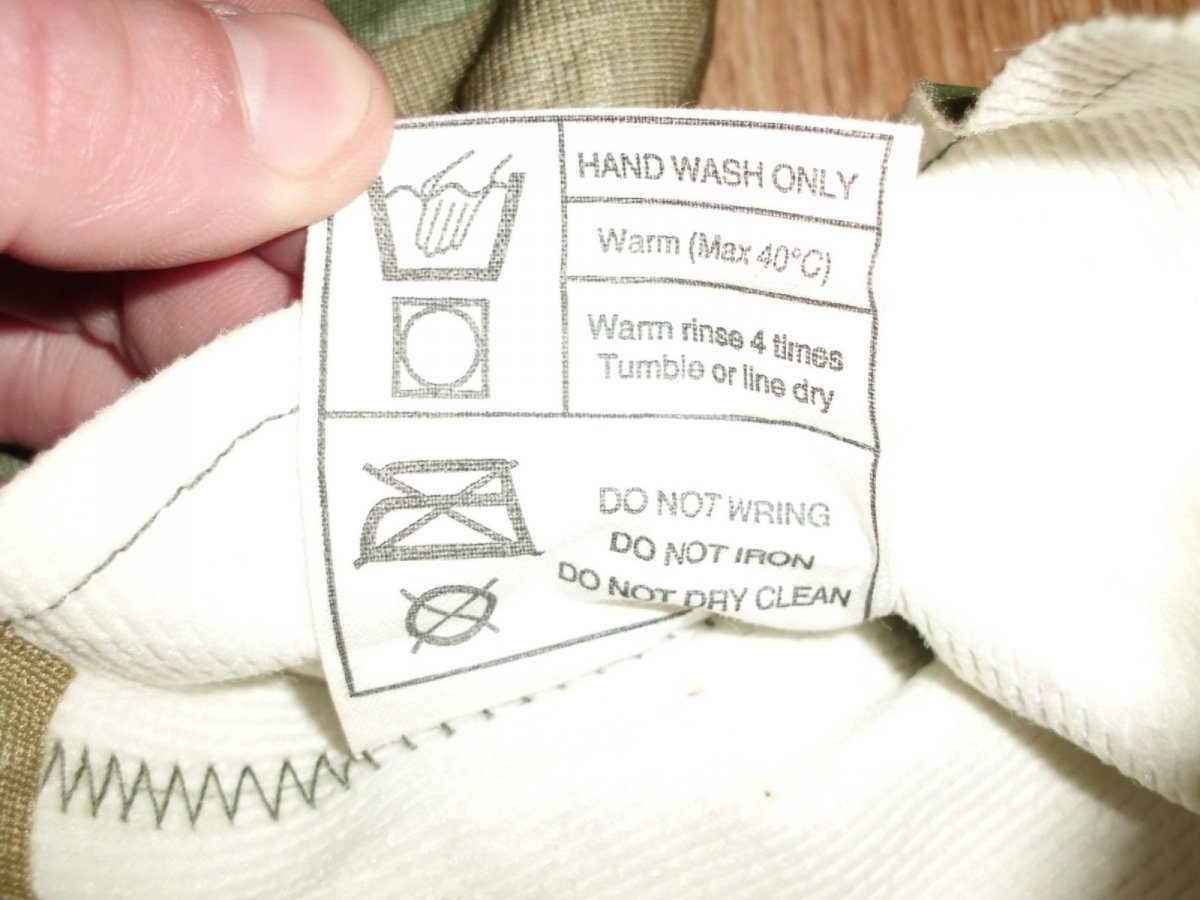 HAND WASH ONLY
Warm (Max 40°C)
Warm rinse 4 times
Tumble or line dry
DO NOT WRING
DO NOT IRON
DO NOT DRY CLEAN